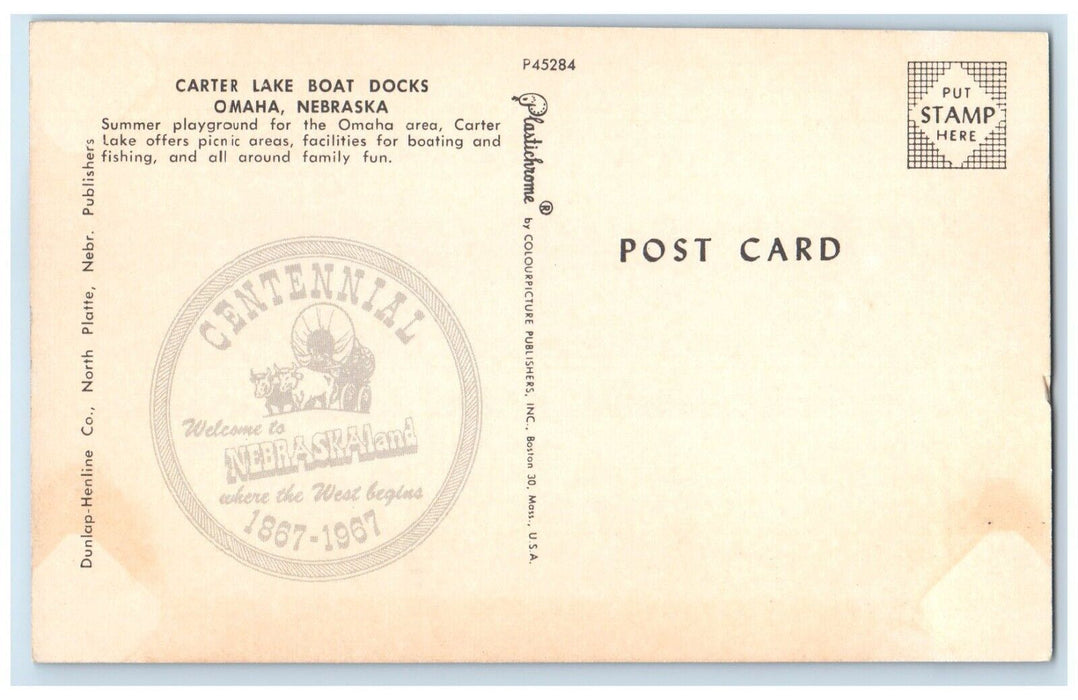 CARTER LAKE BOAT DOCKS
OMAHA, NEBRASKA
Summer playground for the Omaha area, Carter
Lake offers picnic areas, facilities for boating and
fishing, and all around family fun.
Dunlap-Henline Co., North Platte, Nebr. Publishers
CENTENNIAL
Welcome to
NEBRASKAland
where the West begins
1867-1967
P45284
Plastichrome ® by COLOURPICTURE PUBLISHERS, INC., Boston 30, Mass., U.S.A.
PUT
STAMP
HERE
POST CARD